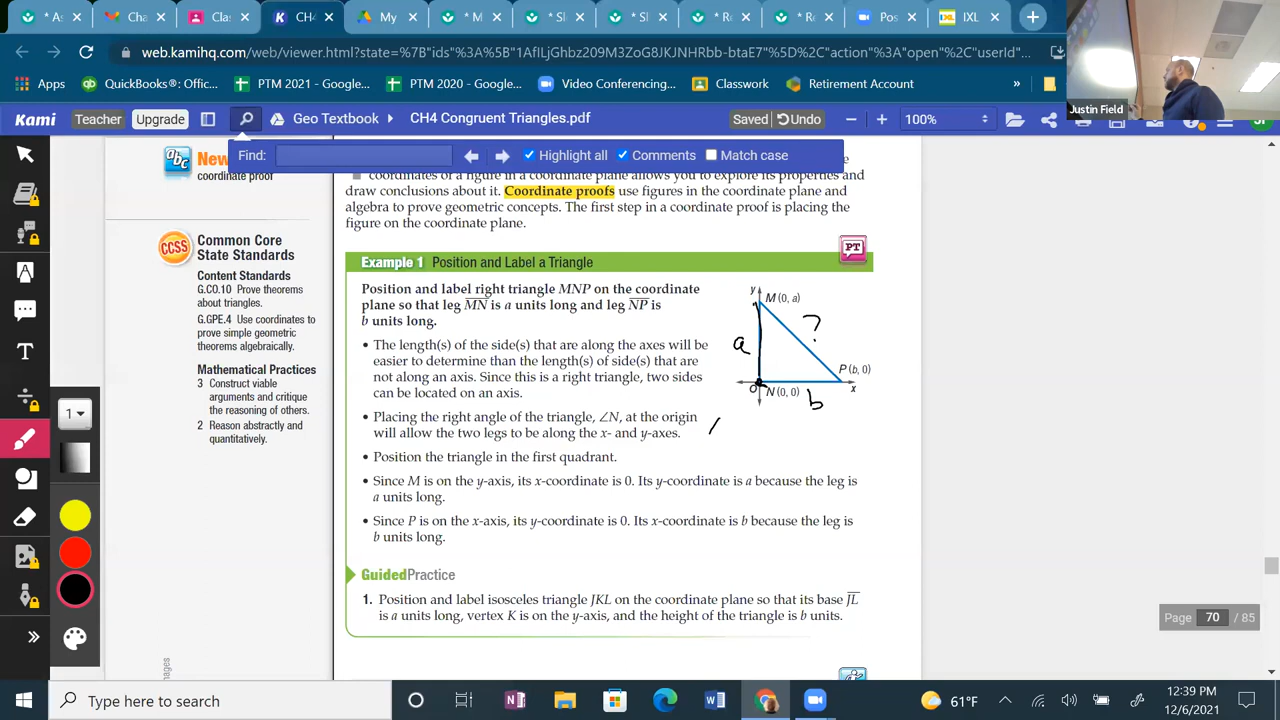 * As
Cha
Clas
CH4
My
* M
* Sl
* Sl
* Re
* Re
Pos
IXL
web.kamihq.com/web/viewer.html?state=%7B"ids"%3A%5B"1AfILjGhbz209M3ZoG8JKJNHRbb-btaE7"%5D%2C"action"%3A"open"%2C"userId"...
Apps
QuickBooks®: Offic...
PTM 2021 - Google...
PTM 2020 - Google...
Video Conferencing...
Classwork
Retirement Account
»
Justin Field
Kami
Teacher
Upgrade
Geo Textbook
CH4 Congruent Triangles.pdf
Saved
Undo
100%
Find:
Highlight all
Comments
Match case
abc
New
coordinate proof
coordinates of a figure in a coordinate plane allows you to explore its properties and
draw conclusions about it. Coordinate proofs use figures in the coordinate plane and
algebra to prove geometric concepts. The first step in a coordinate proof is placing the
figure on the coordinate plane.
CCSS
Common Core
State Standards
Content Standards
G.CO.10 Prove theorems
about triangles.
G.GPE.4 Use coordinates to
prove simple geometric
theorems algebraically.
Mathematical Practices
3 Construct viable
arguments and critique
the reasoning of others.
2 Reason abstractly and
quantitatively.
PT
Example 1 Position and Label a Triangle
Position and label right triangle MNP on the coordinate
plane so that leg MN is a units long and leg NP is
b units long.
• The length(s) of the side(s) that are along the axes will be
easier to determine than the length(s) of side(s) that are
not along an axis. Since this is a right triangle, two sides
can be located on an axis.
• Placing the right angle of the triangle, ∠N, at the origin
will allow the two legs to be along the x- and y-axes.
• Position the triangle in the first quadrant.
• Since M is on the y-axis, its x-coordinate is 0. Its y-coordinate is a because the leg is
a units long.
• Since P is on the x-axis, its y-coordinate is 0. Its x-coordinate is b because the leg is
b units long.
y
M (0, a)
?
a
P (b, 0)
O
N (0, 0)
x
b
GuidedPractice
1. Position and label isosceles triangle JKL on the coordinate plane so that its base JL
is a units long, vertex K is on the y-axis, and the height of the triangle is b units.
T
1
»
Page 70 / 85
Type here to search
61°F
12:39 PM
12/6/2021